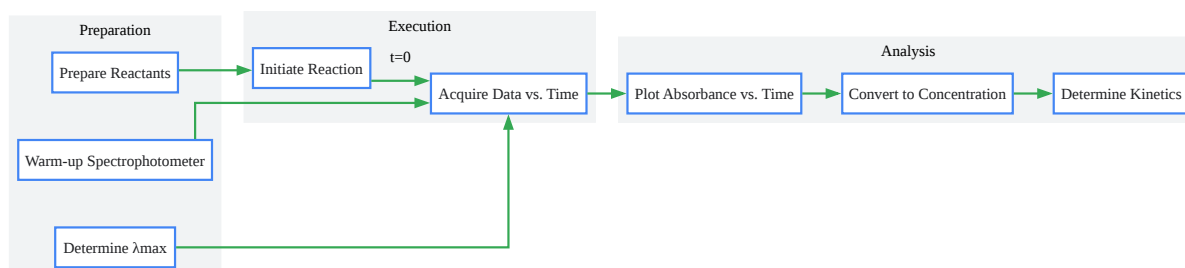 Preparation
Prepare Reactants
Warm-up Spectrophotometer
Determine λmax
Execution
Initiate Reaction
t=0
Acquire Data vs. Time
Analysis
Plot Absorbance vs. Time
Convert to Concentration
Determine Kinetics